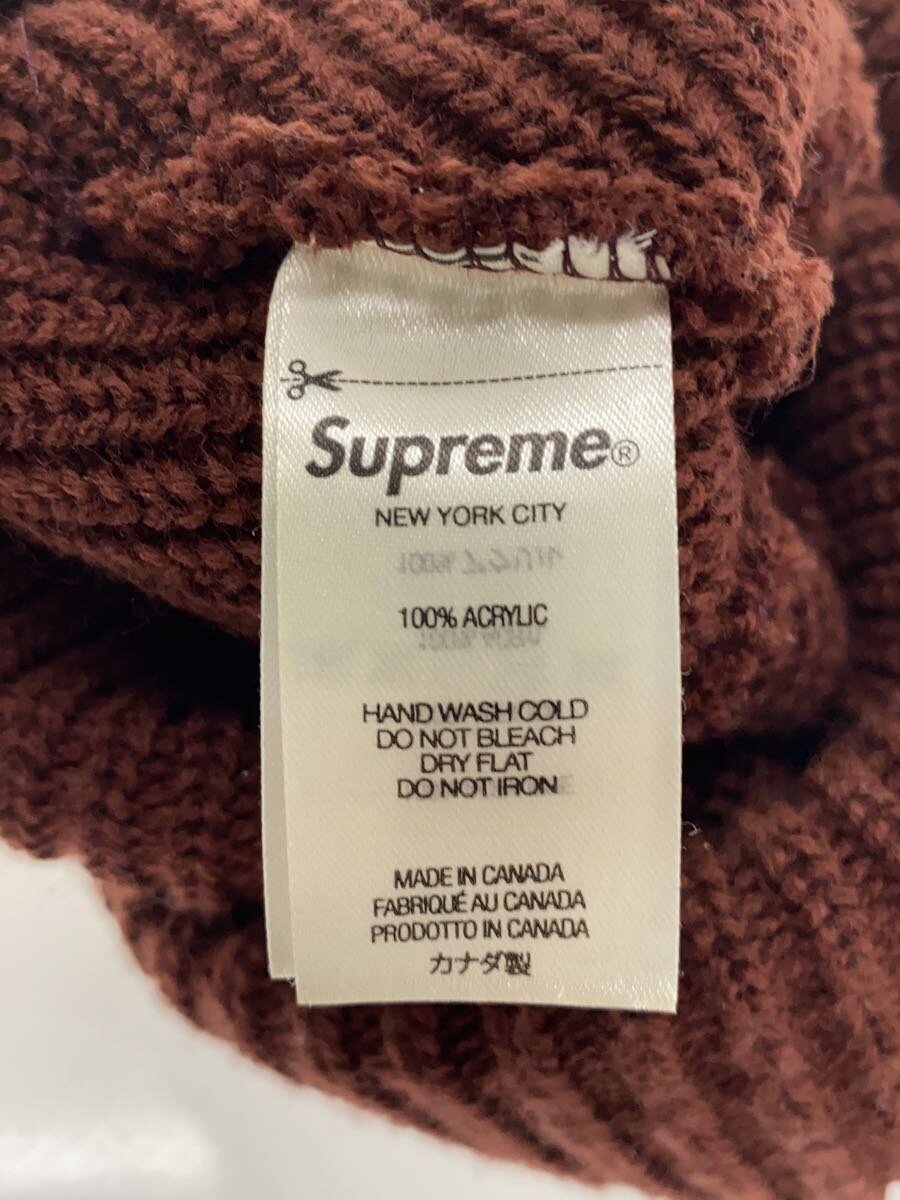 Supreme®
NEW YORK CITY
100% ACRYLIC
HAND WASH COLD
DO NOT BLEACH
DRY FLAT
DO NOT IRON
MADE IN CANADA
FABRIQUÉ AU CANADA
PRODOTTO IN CANADA
カナダ製